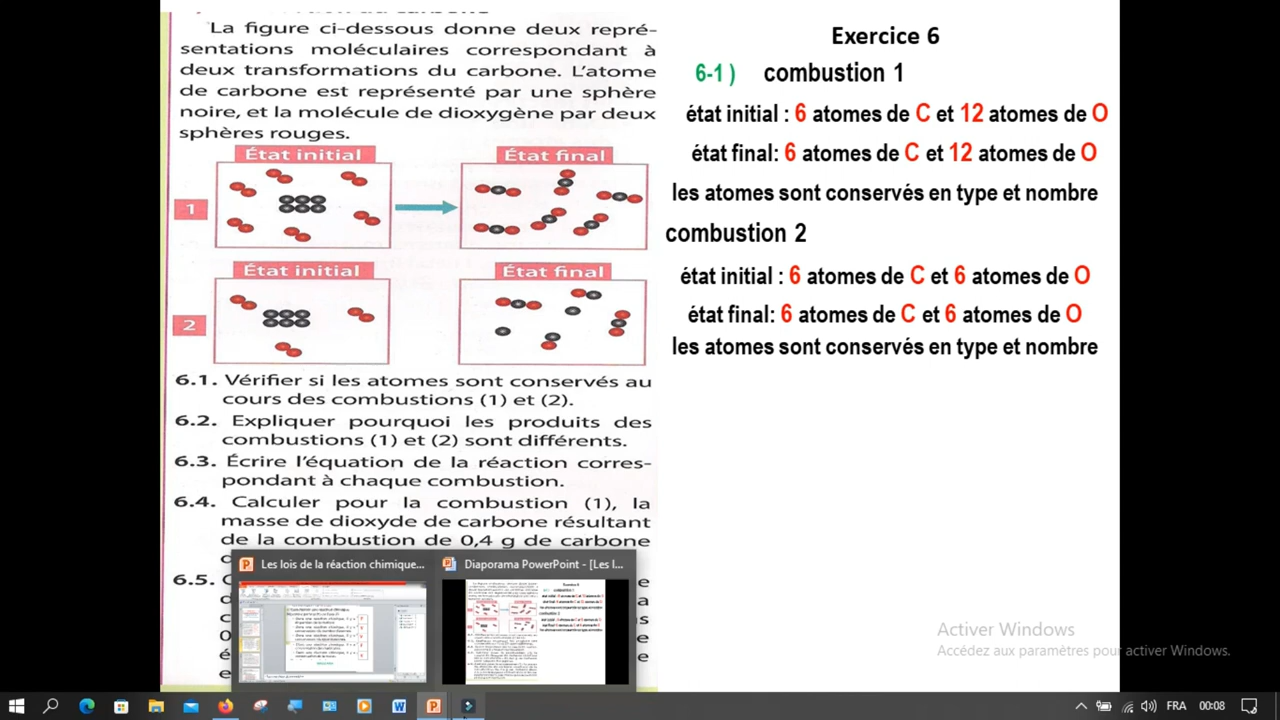 La figure ci-dessous donne deux repré-
sentations moléculaires correspondant à
deux transformations du carbone. L'atome
de carbone est représenté par une sphère
noire, et la molécule de dioxygène par deux
sphères rouges.
État initial
État final
1
État initial
État final
2
6.1. Vérifier si les atomes sont conservés au
cours des combustions (1) et (2).
6.2. Expliquer pourquoi les produits des
combustions (1) et (2) sont différents.
6.3. Écrire l'équation de la réaction corres-
pondant à chaque combustion.
6.4. Calculer pour la combustion (1), la
masse de dioxyde de carbone résultant
de la combustion de 0,4 g de carbone
6.5.
Exercice 6
6-1 ) combustion 1
état initial : 6 atomes de C et 12 atomes de O
état final: 6 atomes de C et 12 atomes de O
les atomes sont conservés en type et nombre
combustion 2
état initial : 6 atomes de C et 6 atomes de O
état final: 6 atomes de C et 6 atomes de O
les atomes sont conservés en type et nombre
Les lois de la réaction chimique...
Diaporama PowerPoint - [Les l...
Activer Windows
Accédez aux paramètres pour activer Windows.
FRA
00:08